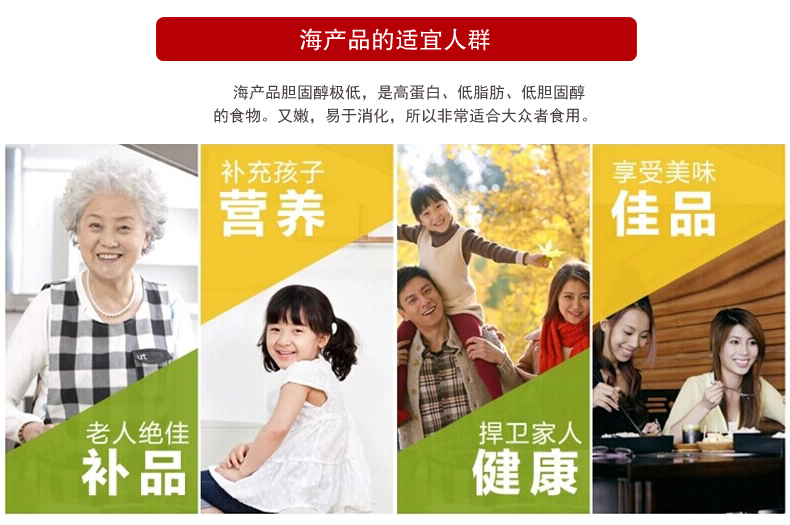 海产品的适宜人群
海产品胆固醇极低，是高蛋白、低脂肪、低胆固醇
的食物。又嫩，易于消化，所以非常适合大众者食用。
老人绝佳
补品
补充孩子
营养
捍卫家人
健康
享受美味
佳品